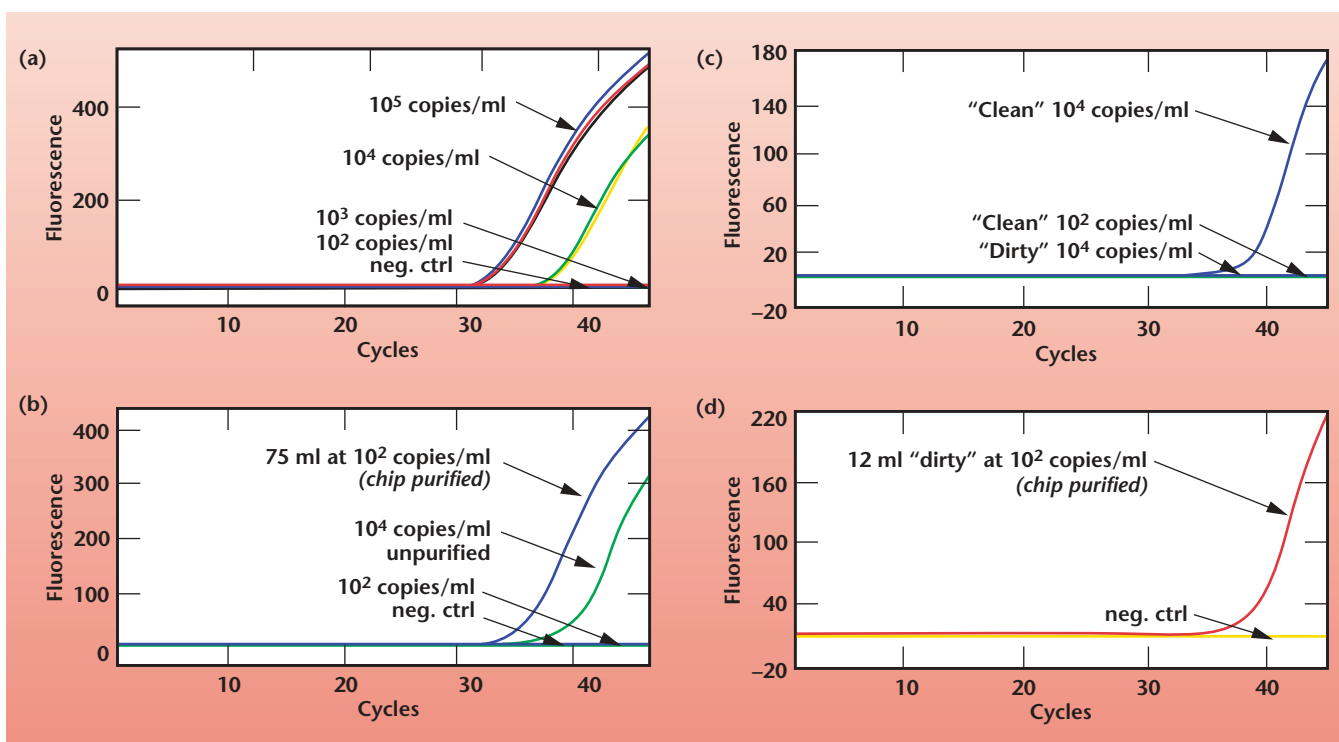 (a)
Fluorescence
400
200
0
10⁵ copies/ml
10⁴ copies/ml
10³ copies/ml
10² copies/ml
neg. ctrl
10 20 30 40
Cycles
(b)
Fluorescence
400
300
200
100
0
75 ml at 10² copies/ml
(chip purified)
10⁴ copies/ml
unpurified
10² copies/ml
neg. ctrl
10 20 30 40
Cycles
(c)
Fluorescence
180
140
100
60
20
–20
“Clean” 10⁴ copies/ml
“Clean” 10² copies/ml
“Dirty” 10⁴ copies/ml
10 20 30 40
Cycles
(d)
Fluorescence
220
160
100
40
–20
12 ml “dirty” at 10² copies/ml
(chip purified)
neg. ctrl
10 20 30 40
Cycles